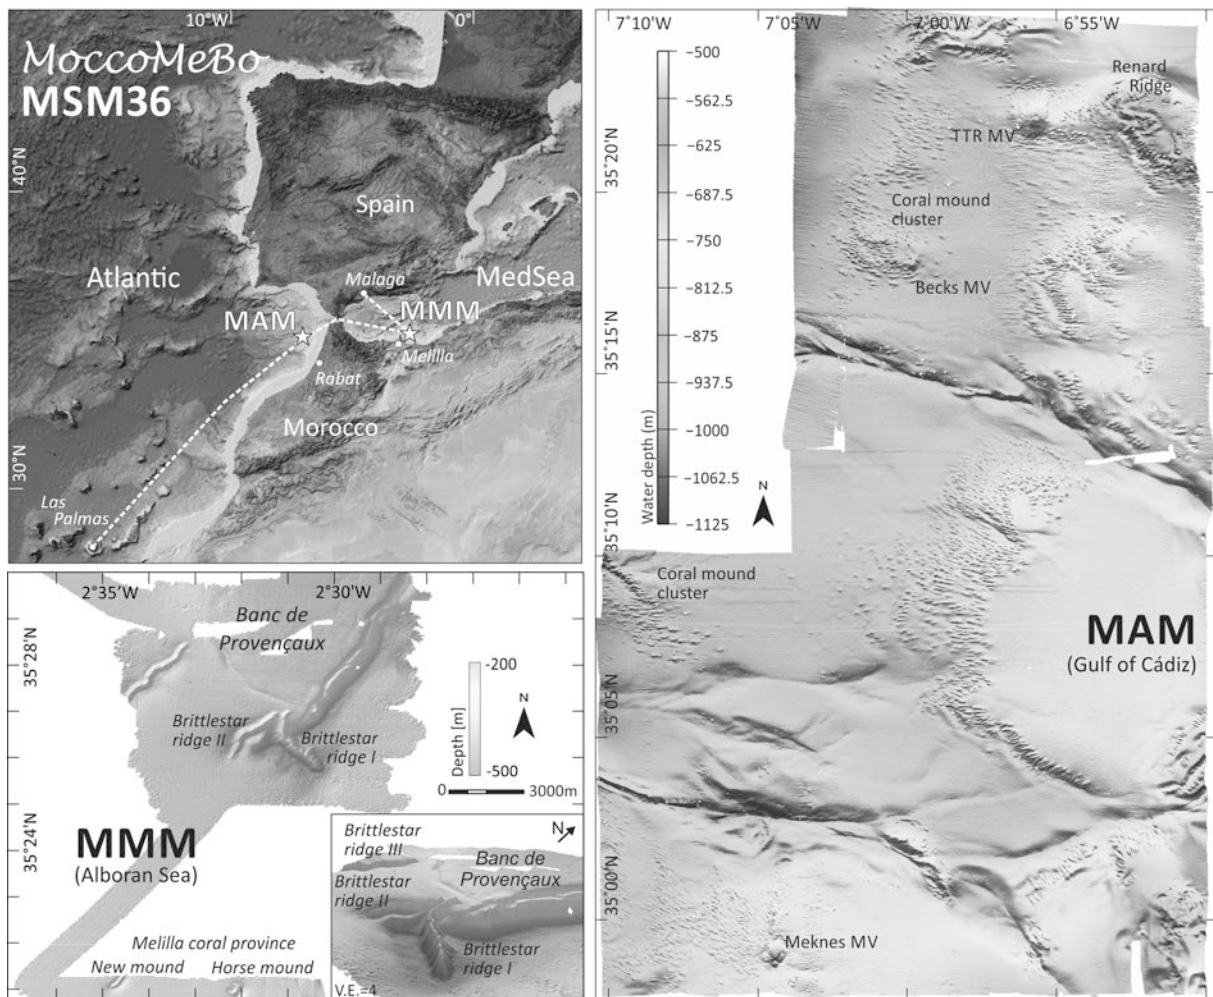 10°W
0°
MoccoMeBo
MSM36
40°N
Spain
Atlantic
Malaga
MedSea
MAM
MMM
Melilla
Rabat
Morocco
30°N
Las
Palmas
2°35'W
2°30'W
Banc de
Provençaux
35°28'N
-200
Depth [m]
-500
N
Brittlestar
ridge II
Brittlestar
ridge I
0
3000m
35°24'N
MMM
(Alboran Sea)
Melilla coral province
New mound
Horse mound
N
Brittlestar
ridge III
Banc de
Provençaux
Brittlestar
ridge II
Brittlestar
ridge I
V.E.=4
7°10'W
7°05'W
7°00'W
6°55'W
-500
-562.5
-625
-687.5
-750
-812.5
-875
-937.5
-1000
-1062.5
-1125
Water depth [m]
N
Renard
Ridge
TTR MV
35°20'N
Coral mound
cluster
Becks MV
35°15'N
35°10'N
Coral mound
cluster
MAM
(Gulf of Cádiz)
35°05'N
35°00'N
Meknes MV